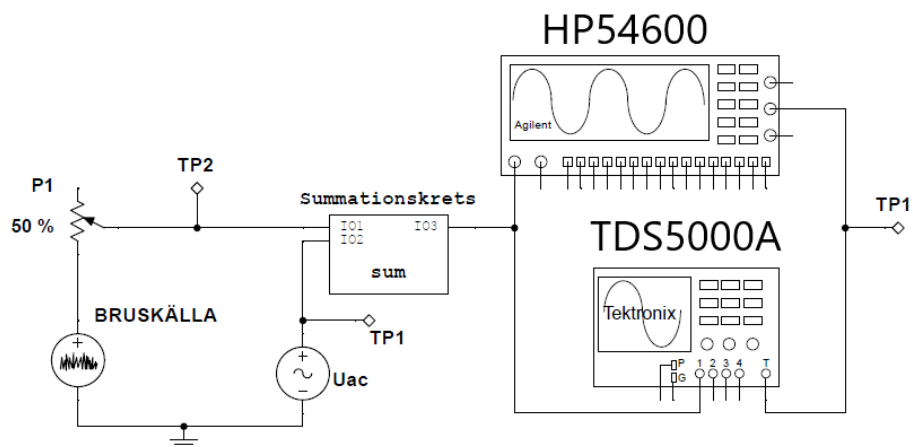 HP54600
Agilent
TP2
P1
50 %
Summationskrets
IO1
IO2
IO3
sum
TDS5000A
TP1
Tektronix
BRUSKÄLLA
TP1
Uac
P
G
1 2 3 4 T